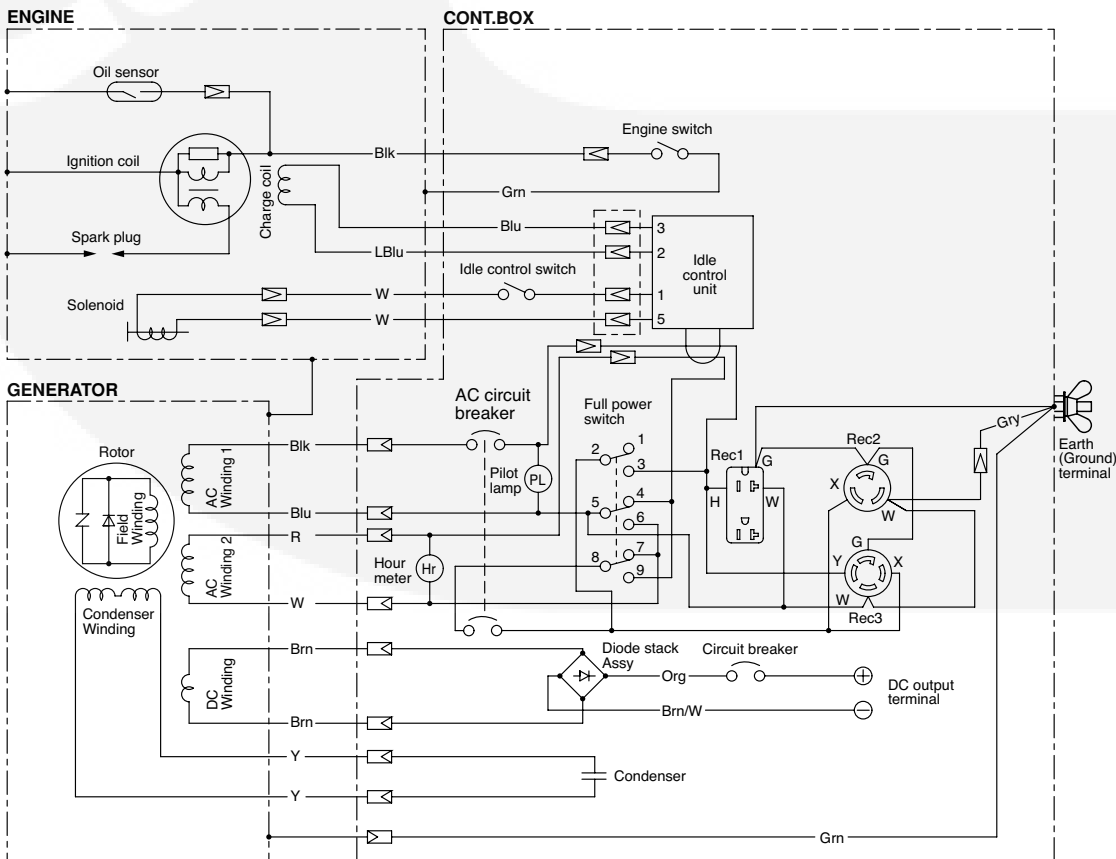 ENGINE
CONT.BOX
Oil sensor
Engine switch
Ignition coil
Blk
Charge coil
Grn
Spark plug
Blu
3
LBlu
2
Idle control switch
Idle
control
unit
Solenoid
W
1
W
5
GENERATOR
AC circuit
breaker
Full power
switch
Earth
(Ground)
terminal
Gry
Rotor
Blk
AC
Winding 1
Pilot
lamp
PL
1
2
3
4
5
6
7
8
9
Rec1
G
H
W
Rec2
G
X
W
Field
Winding
Blu
R
AC
Winding 2
Hour
meter
Hr
G
Y
X
W
Rec3
W
Condenser
Winding
Brn
DC
Winding
Diode stack
Assy
Circuit breaker
Org
+
DC output
terminal
Brn/W
−
Brn
Y
Condenser
Y
Grn